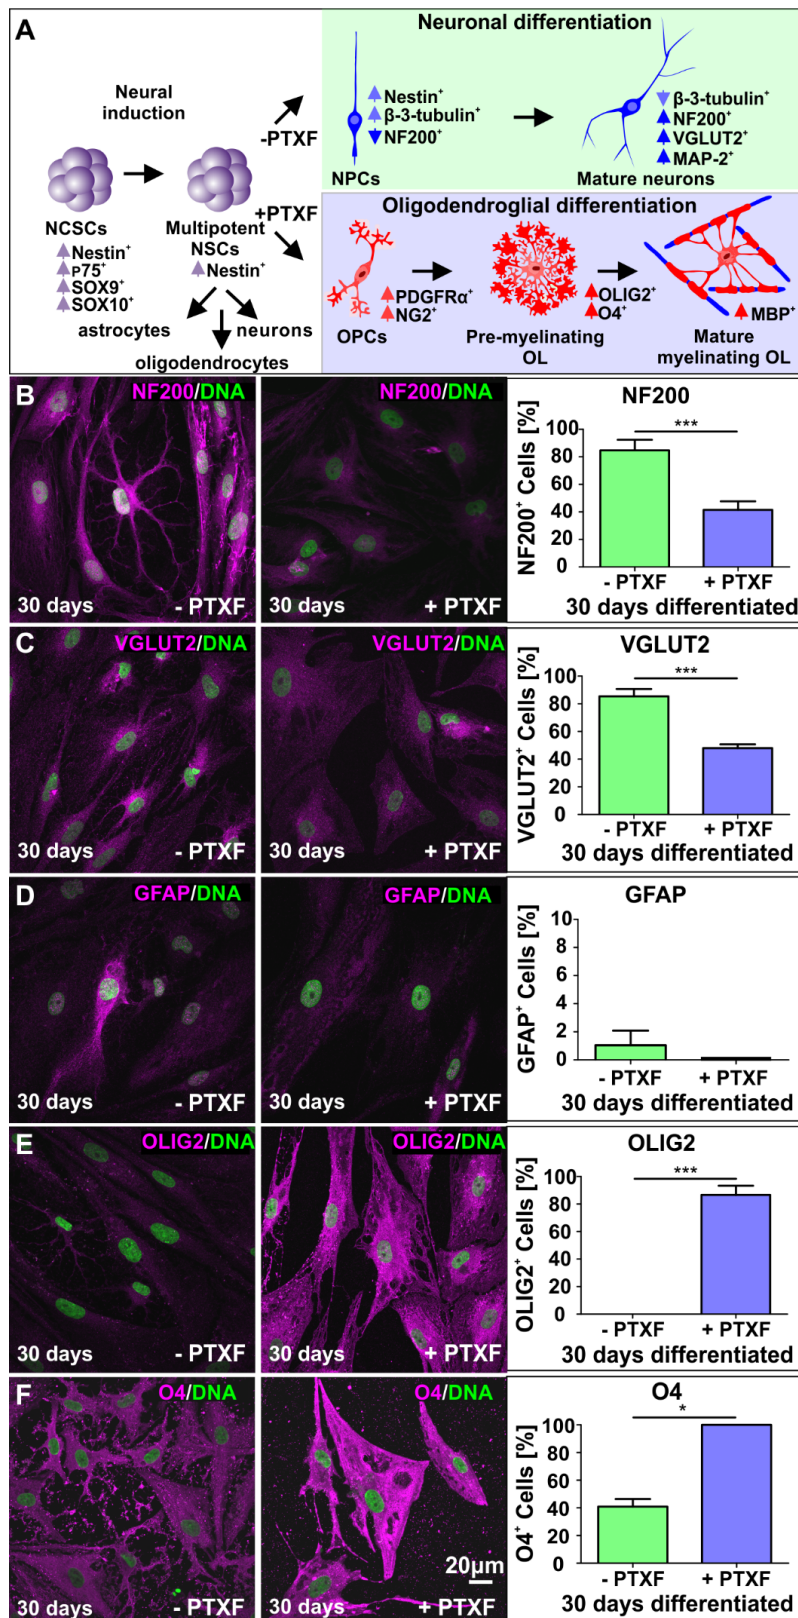 A
Neural
induction
NCSCs
Nestin⁺
p75⁺
SOX9⁺
SOX10⁺
Multipotent
NSCs
Nestin⁺
astrocytes
neurons
oligodendrocytes
-PTXF
+PTXF
Neuronal differentiation
Nestin⁺
β-3-tubulin⁺
NF200⁺
NPCs
β-3-tubulin⁺
NF200⁺
VGLUT2⁺
MAP-2⁺
Mature neurons
Oligodendroglial differentiation
PDGFRα⁺
NG2⁺
OPCs
OLIG2⁺
O4⁺
Pre-myelinating
OL
MBP⁺
Mature
myelinating OL
B
NF200/DNA
30 days
- PTXF
NF200/DNA
30 days
+ PTXF
NF200
NF200⁺ Cells [%]
100
80
60
40
20
0
***
- PTXF
+ PTXF
30 days differentiated
C
VGLUT2/DNA
30 days
- PTXF
VGLUT2/DNA
30 days
+ PTXF
VGLUT2
VGLUT2⁺ Cells [%]
100
80
60
40
20
0
***
- PTXF
+ PTXF
30 days differentiated
D
GFAP/DNA
30 days
- PTXF
GFAP/DNA
30 days
+ PTXF
GFAP
GFAP⁺ Cells [%]
10
8
6
4
2
0
- PTXF
+ PTXF
30 days differentiated
E
OLIG2/DNA
30 days
- PTXF
OLIG2/DNA
30 days
+ PTXF
OLIG2
OLIG2⁺ Cells [%]
100
80
60
40
20
0
***
- PTXF
+ PTXF
30 days differentiated
F
O4/DNA
30 days
- PTXF
O4/DNA
20µm
30 days
+ PTXF
O4
O4⁺ Cells [%]
100
80
60
40
20
0
*
- PTXF
+ PTXF
30 days differentiated